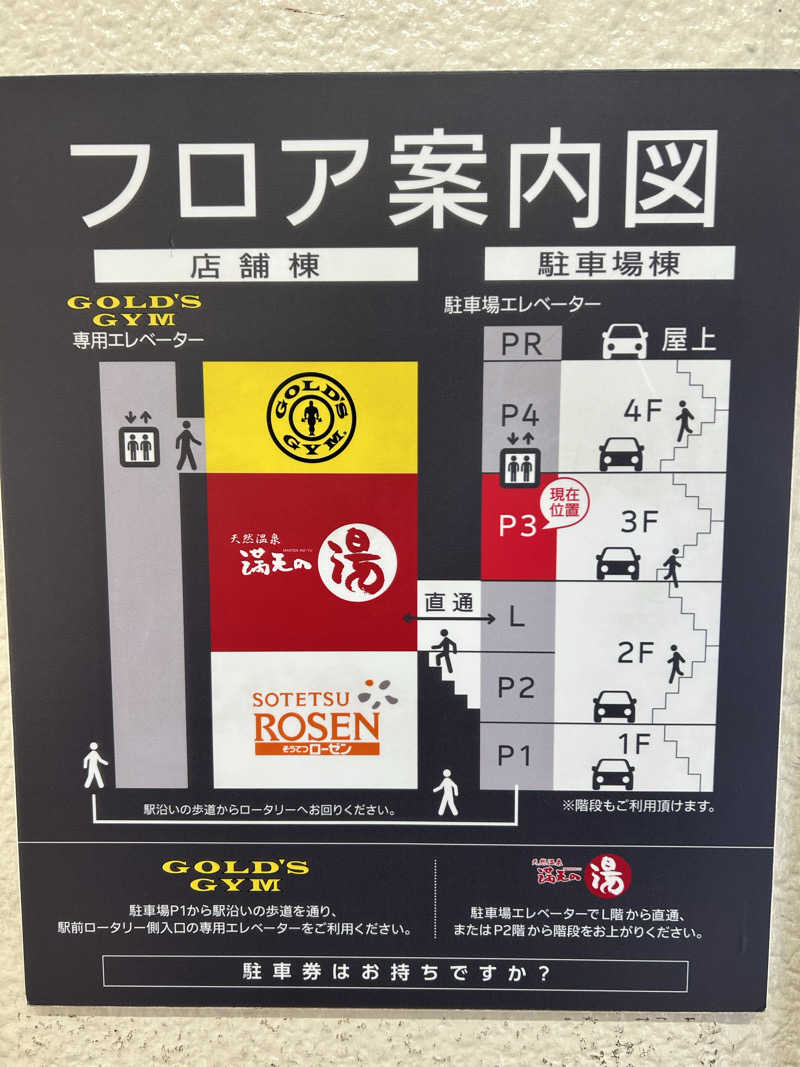 フロア案内図
店舗棟
駐車場棟
GOLD'S
GYM
専用エレベーター
駐車場エレベーター
PR
屋上
GOLD'S
GYM.
P4
4F
現在
位置
P3
3F
天然温泉
満天の
湯
直通
L
2F
P2
SOTETSU
ROSEN
そうてつローゼン
P1
1F
駅沿いの歩道からロータリーへお回りください。
※階段もご利用頂けます。
GOLD'S
GYM
駐車場P1から駅沿いの歩道を通り、
駅前ロータリー側入口の専用エレベーターをご利用ください。
天然温泉
満天の
湯
駐車場エレベーターでL階から直通、
またはP2階から階段をお上がりください。
駐車券はお持ちですか？